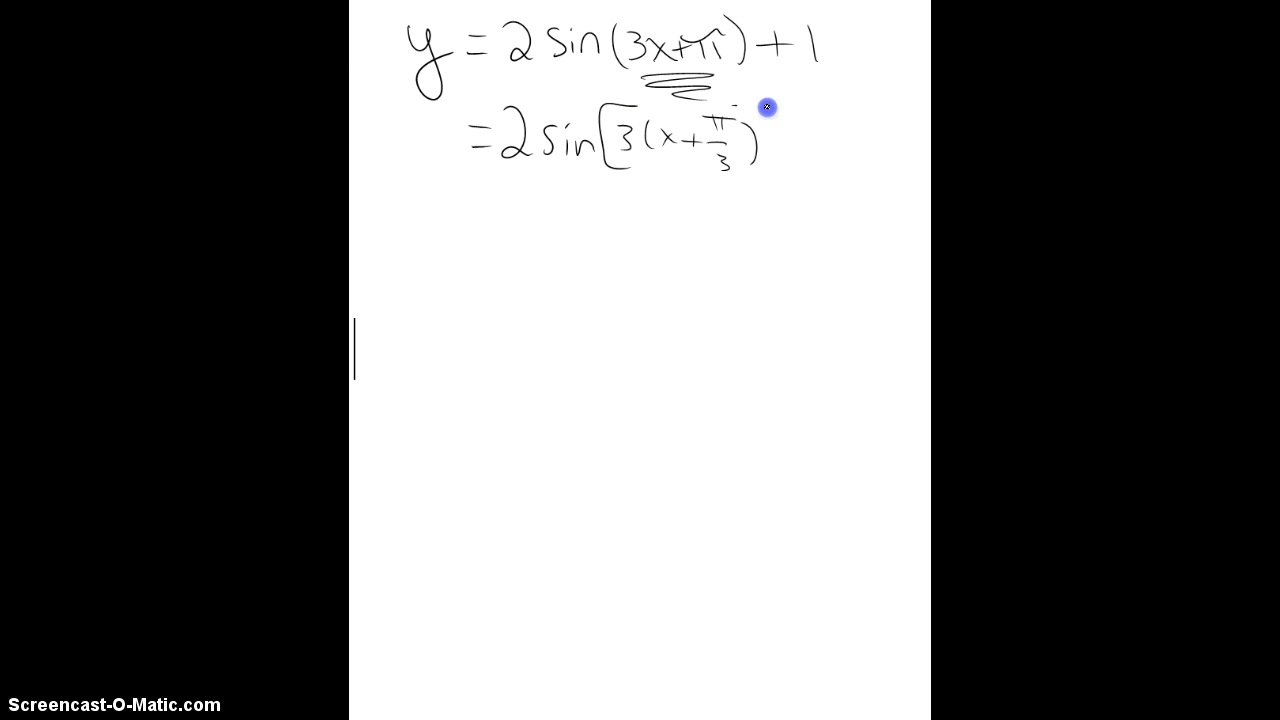 y = 2 sin(3x+π) + 1
= 2 sin[3(x+π/3)
Screencast-O-Matic.com